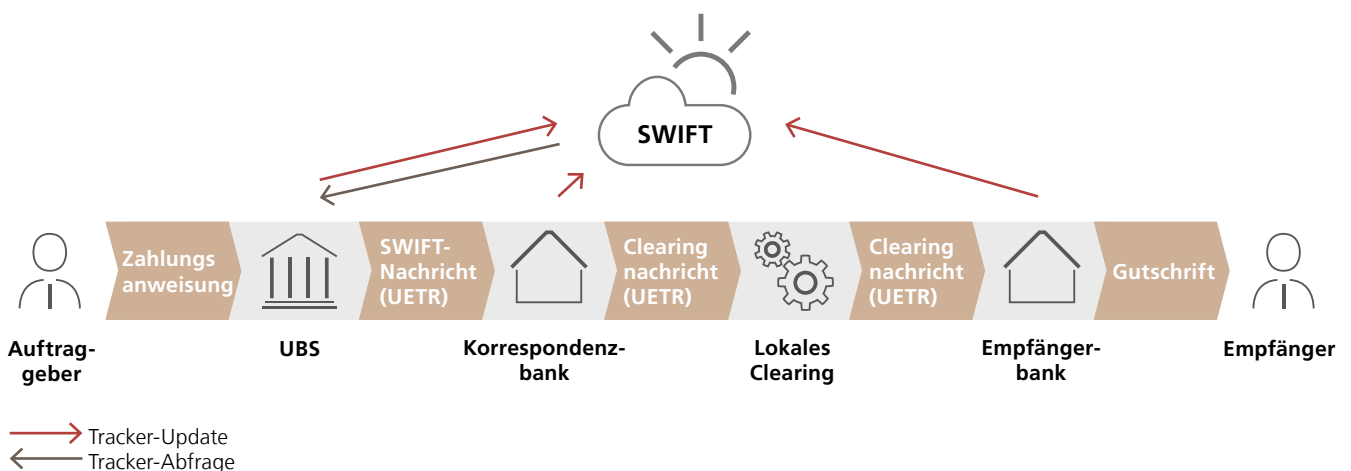 SWIFT
Zahlungs
anweisung
SWIFT-
Nachricht
(UETR)
Clearing
nachricht
(UETR)
Clearing
nachricht
(UETR)
Gutschrift
Auftrag-
geber
UBS
Korrespondenz-
bank
Lokales
Clearing
Empfänger-
bank
Empfänger
Tracker-Update
Tracker-Abfrage